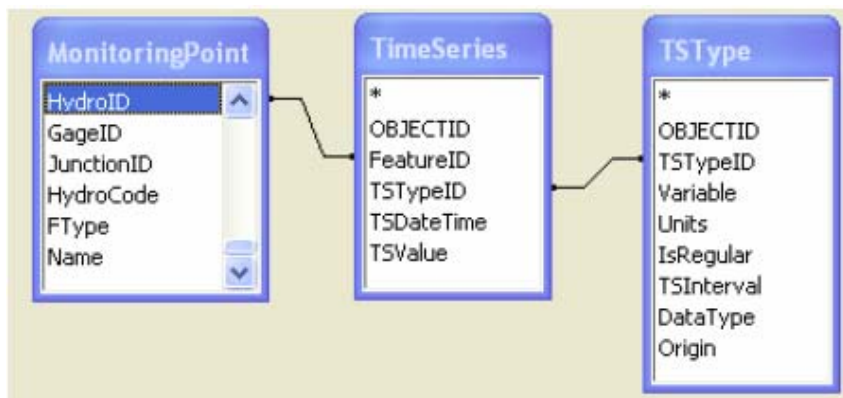 MonitoringPoint
HydroID
GageID
JunctionID
HydroCode
FType
Name
TimeSeries
*
OBJECTID
FeatureID
TSTypeID
TSDateTime
TSValue
TSType
*
OBJECTID
TSTypeID
Variable
Units
IsRegular
TSInterval
DataType
Origin